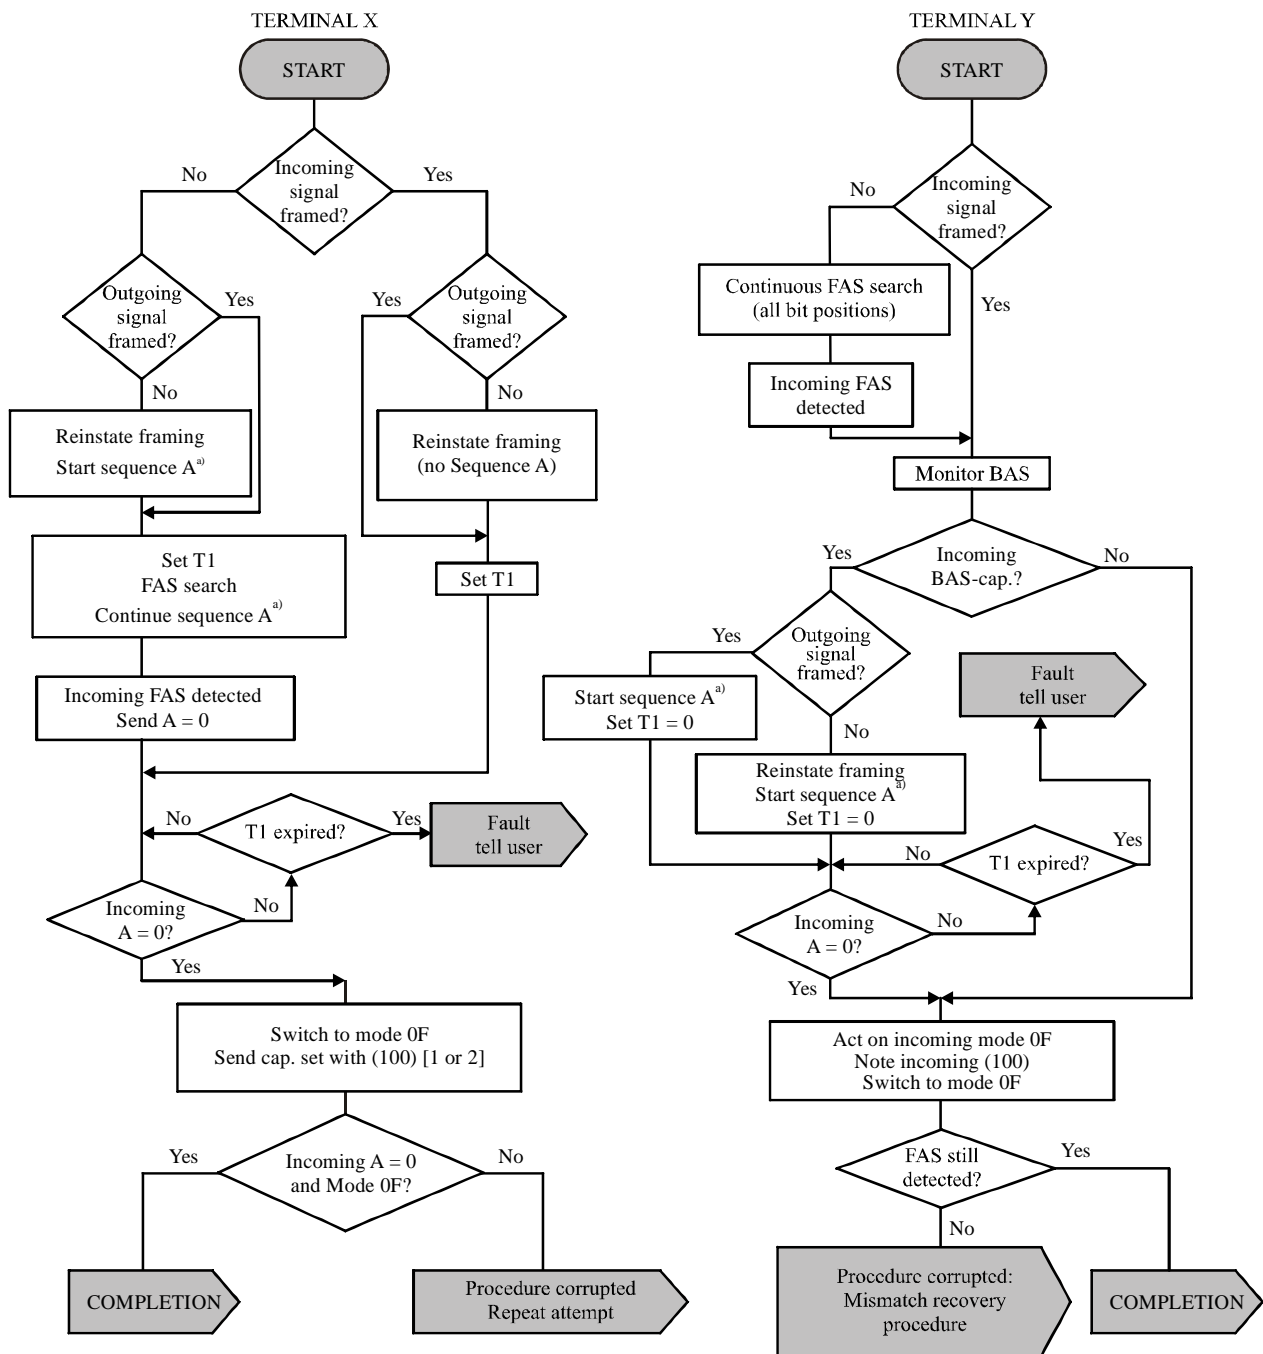 TERMINAL X
START
Incoming
signal
framed?
No
Yes
Outgoing
signal
framed?
Yes
No
Outgoing
signal
framed?
No
Reinstate framing
Start sequence A a)
Reinstate framing
(no Sequence A)
Set T1
FAS search
Continue sequence A a)
Set T1
Incoming FAS detected
Send A = 0
No
T1 expired?
Yes
Fault
tell user
Incoming
A = 0?
No
Yes
Switch to mode 0F
Send cap. set with (100) [1 or 2]
Yes
Incoming A = 0
and Mode 0F?
No
COMPLETION
Procedure corrupted
Repeat attempt
TERMINAL Y
START
No
Incoming
signal
framed?
Yes
Continuous FAS search
(all bit positions)
Incoming FAS
detected
Monitor BAS
Yes
Incoming
BAS-cap.?
No
Yes
Outgoing
signal
framed?
No
Fault
tell user
Start sequence A a)
Set T1 = 0
Reinstate framing
Start sequence A a)
Set T1 = 0
No
T1 expired?
Yes
Incoming
A = 0?
No
Yes
Act on incoming mode 0F
Note incoming (100)
Switch to mode 0F
FAS still
detected?
Yes
No
Procedure corrupted:
Mismatch recovery
procedure
COMPLETION